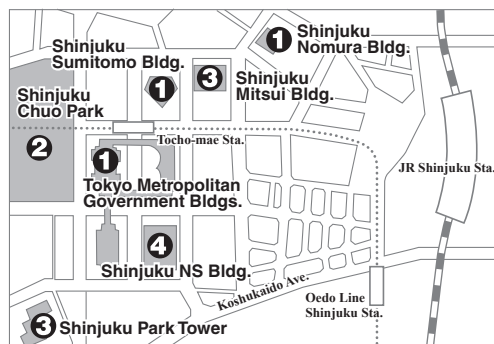 Shinjuku
Sumitomo Bldg.
1
1
Shinjuku
Nomura Bldg.
3
Shinjuku
Mitsui Bldg.
Shinjuku
Chuo Park
2
Tocho-mae Sta.
1
Tokyo Metropolitan
Government Bldgs.
JR Shinjuku Sta.
4
Shinjuku NS Bldg.
Koshukaido Ave.
Oedo Line
Shinjuku Sta.
3
Shinjuku Park Tower